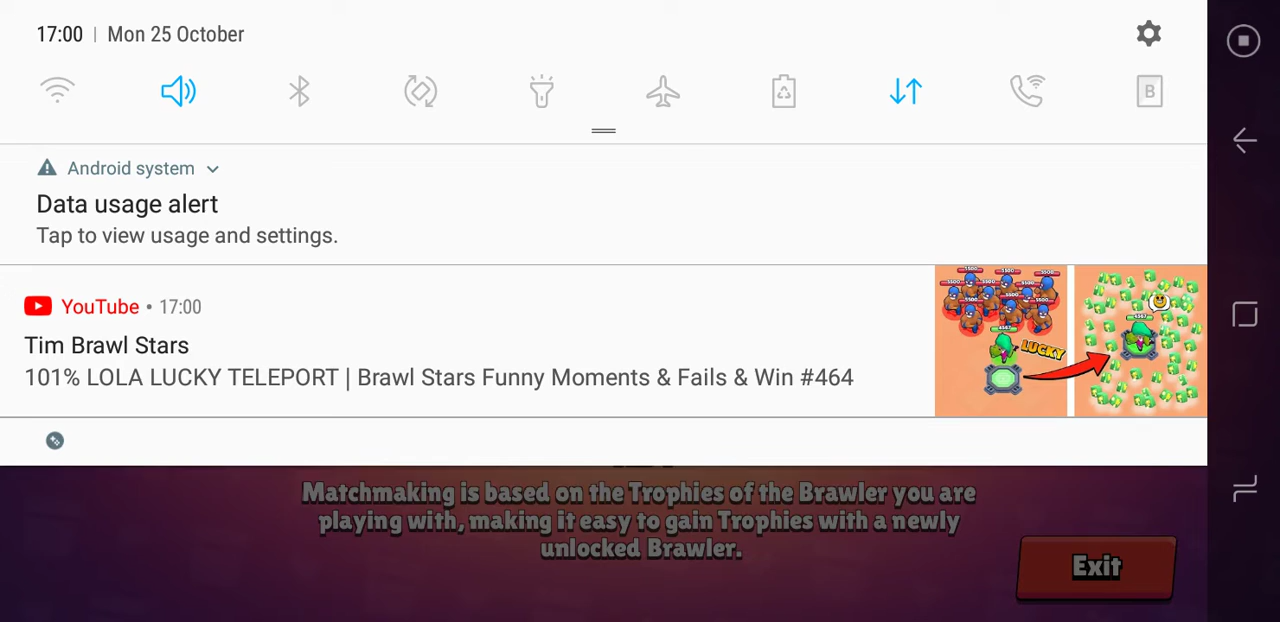 17:00 | Mon 25 October
B
Android system
Data usage alert
Tap to view usage and settings.
YouTube • 17:00
Tim Brawl Stars
101% LOLA LUCKY TELEPORT | Brawl Stars Funny Moments & Fails & Win #464
LUCKY
Matchmaking is based on the Trophies of the Brawler you are
playing with, making it easy to gain Trophies with a newly
unlocked Brawler.
Exit